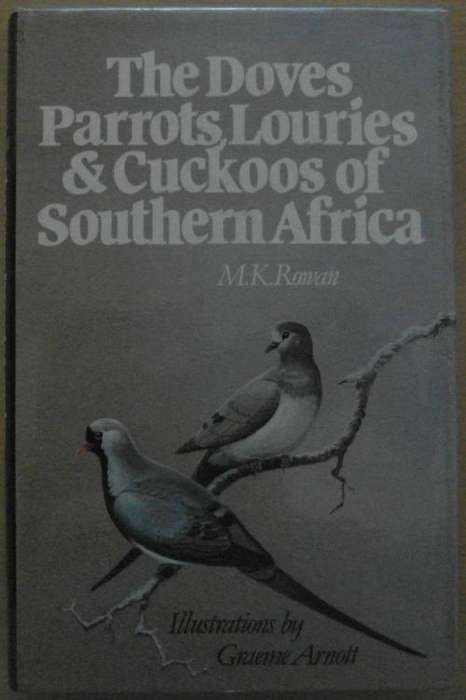 The Doves
Parrots, Louries
& Cuckoos of
Southern Africa
M.K.Rowan
Illustrations by
Graeme Arnott